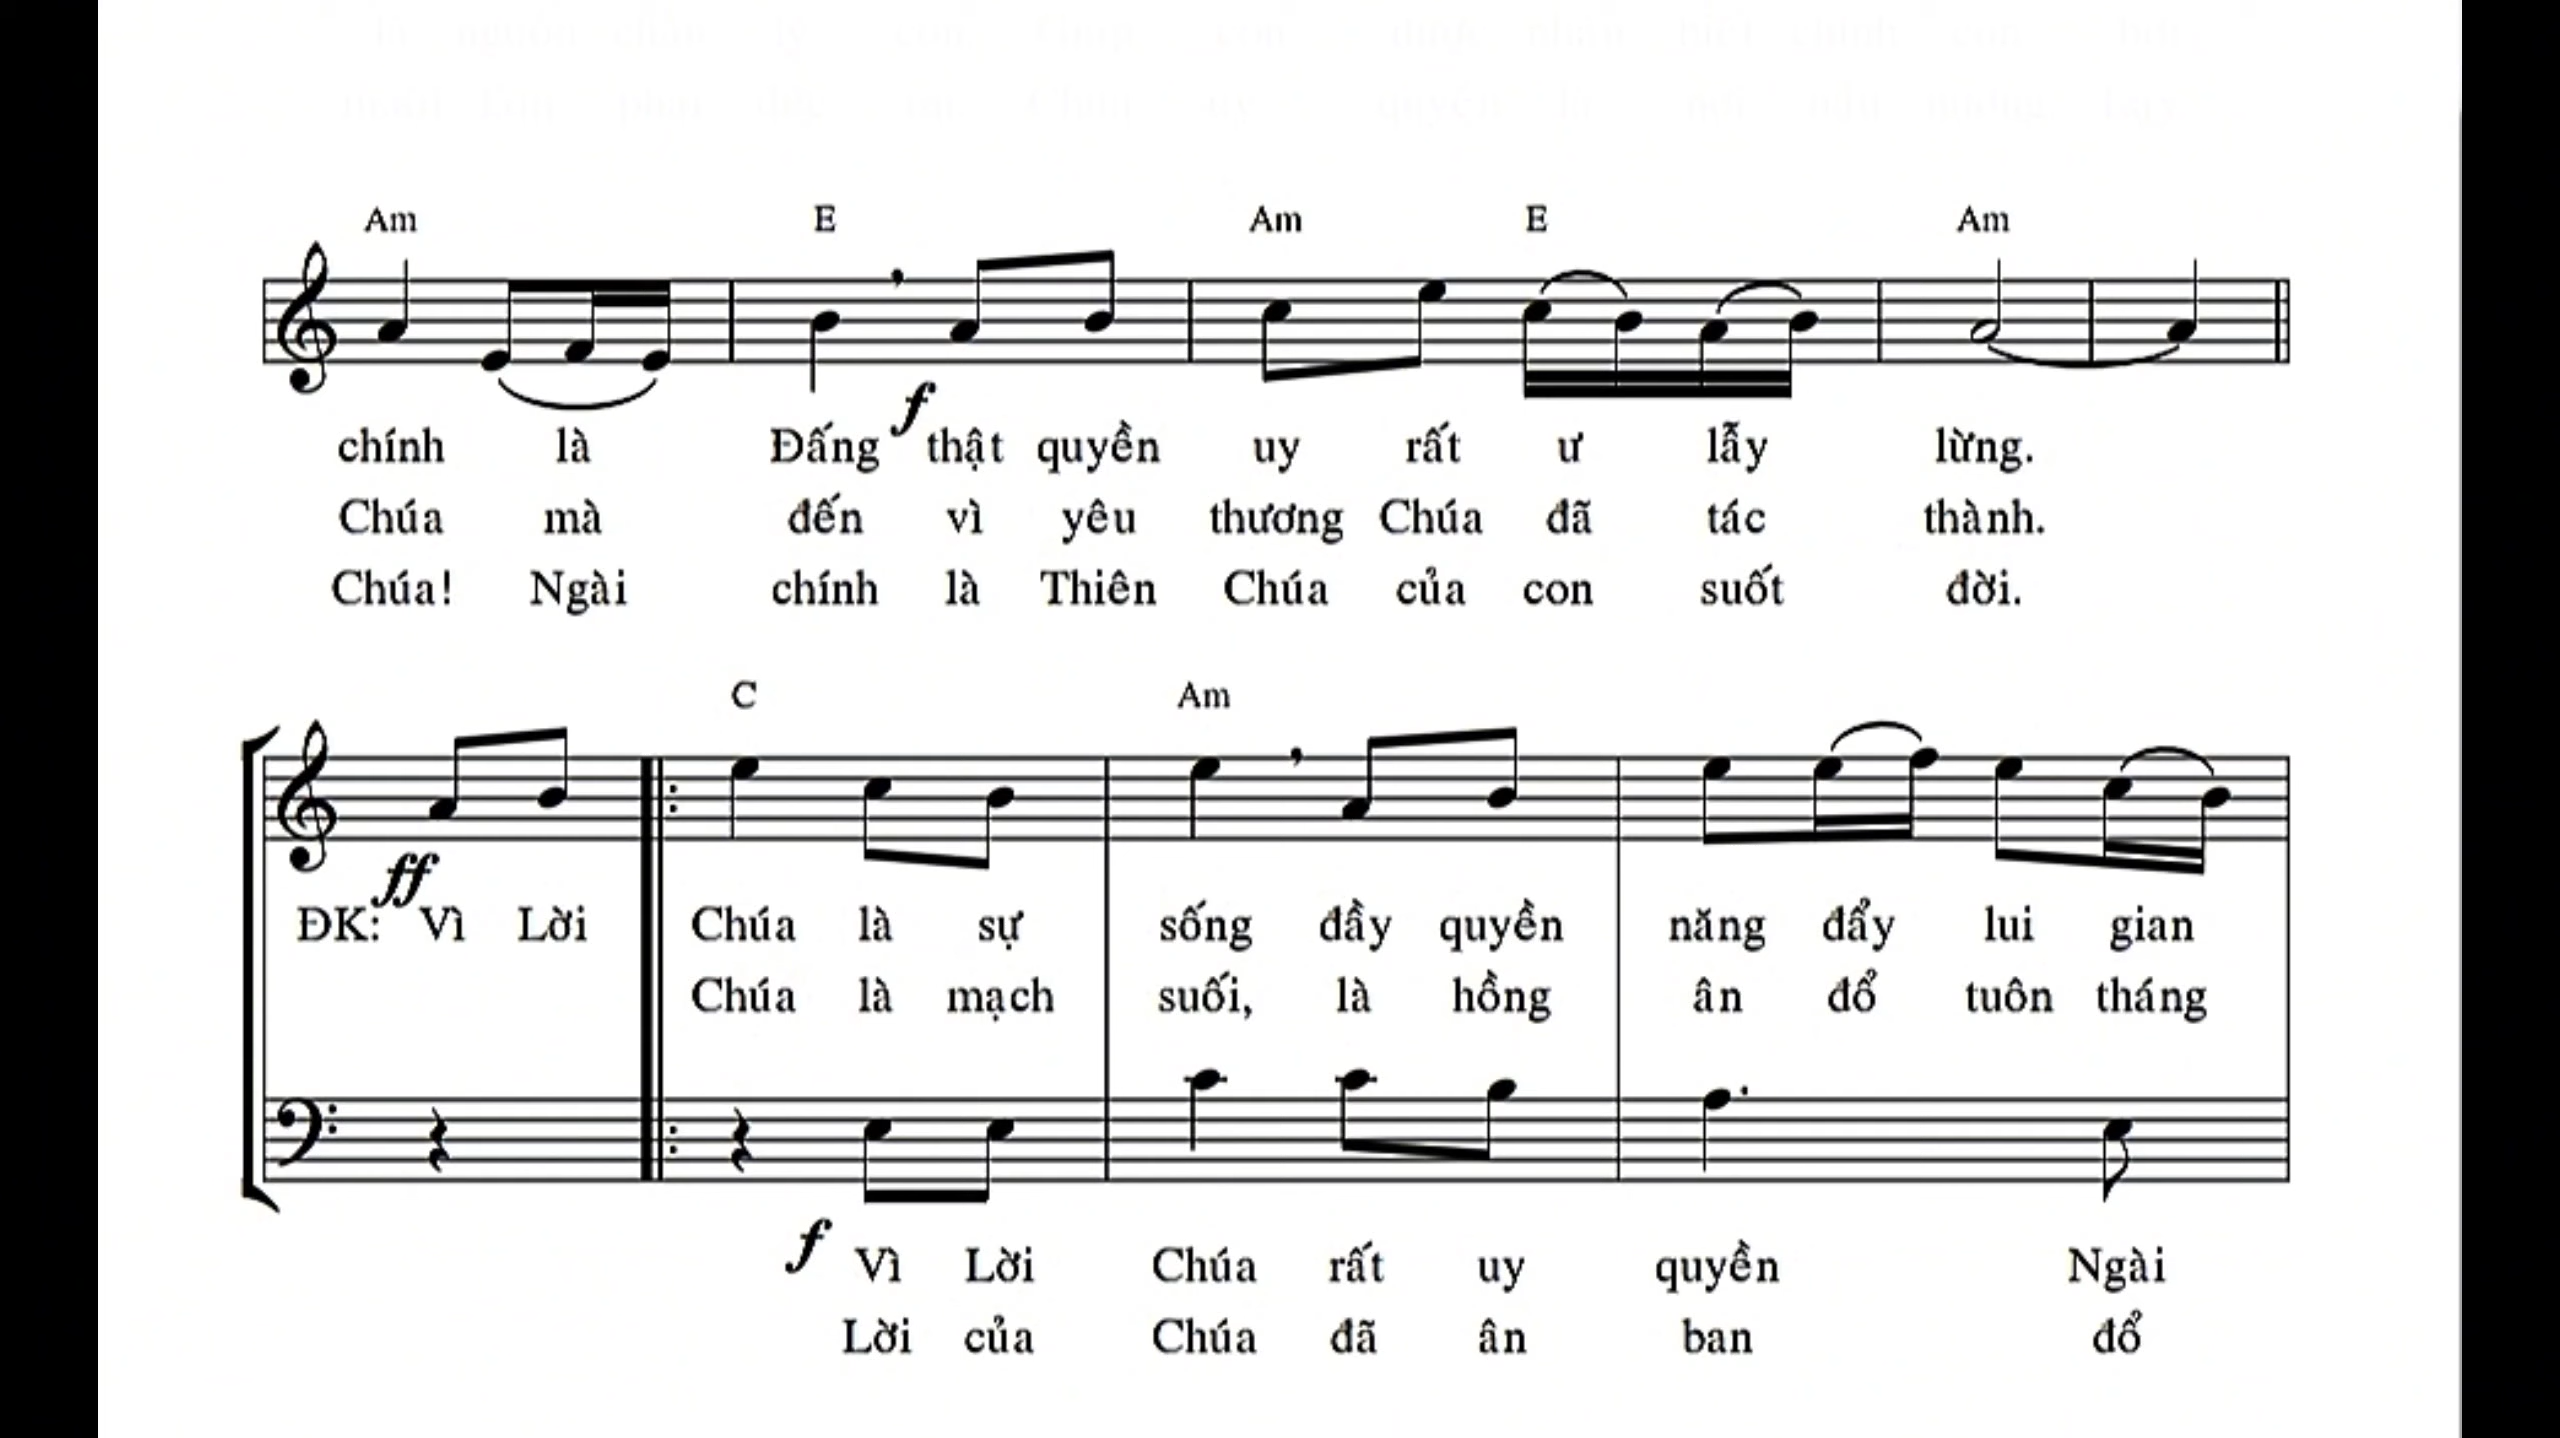 Am E Am E Am
f
chính là Đấng thật quyền uy rất ư lẫy lừng.
Chúa mà đến vì yêu thương Chúa đã tác thành.
Chúa! Ngài chính là Thiên Chúa của con suốt đời.
C Am
ff
ĐK: Vì Lời Chúa là sự sống đầy quyền năng đẩy lui gian
Chúa là mạch suối, là hồng ân đổ tuôn tháng
f
Vì Lời Chúa rất uy quyền Ngài
Lời của Chúa đã ân ban đổ